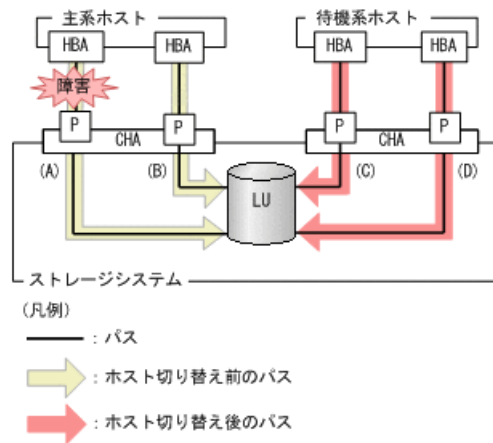 主系ホスト 待機系ホスト
HBA HBA HBA HBA
障害
P P P P
CHA CHA
(A) (B) (C) (D)
LU
ストレージシステム
(凡例)
：パス
：ホスト切り替え前のパス
：ホスト切り替え後のパス